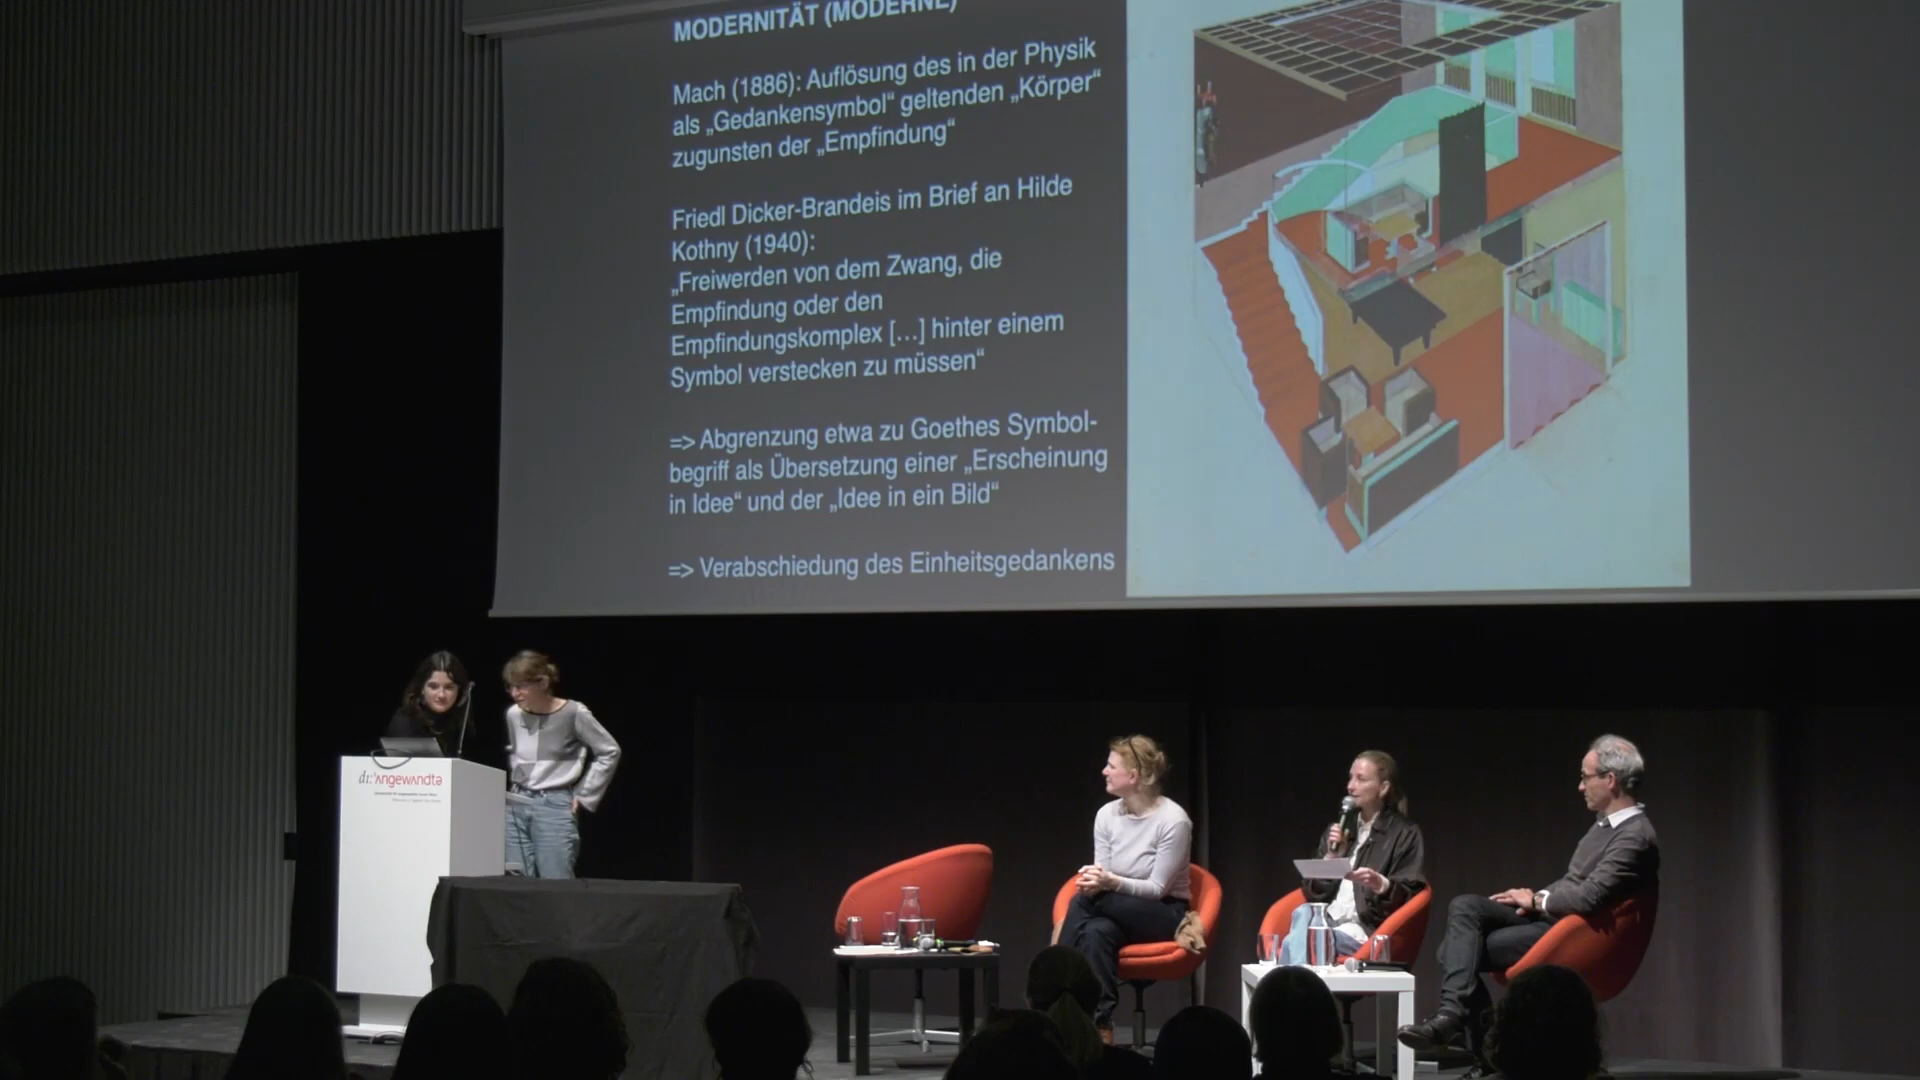 MODERNITÄT (MODERNE)
Mach (1886): Auflösung des in der Physik
als „Gedankensymbol“ geltenden „Körper“
zugunsten der „Empfindung“
Friedl Dicker-Brandeis im Brief an Hilde
Kothny (1940):
„Freiwerden von dem Zwang, die
Empfindung oder den
Empfindungskomplex [...] hinter einem
Symbol verstecken zu müssen“
=> Abgrenzung etwa zu Goethes Symbol-
begriff als Übersetzung einer „Erscheinung
in Idee“ und der „Idee in ein Bild“
=> Verabschiedung des Einheitsgedankens
dı:'ʌngewʌndtə